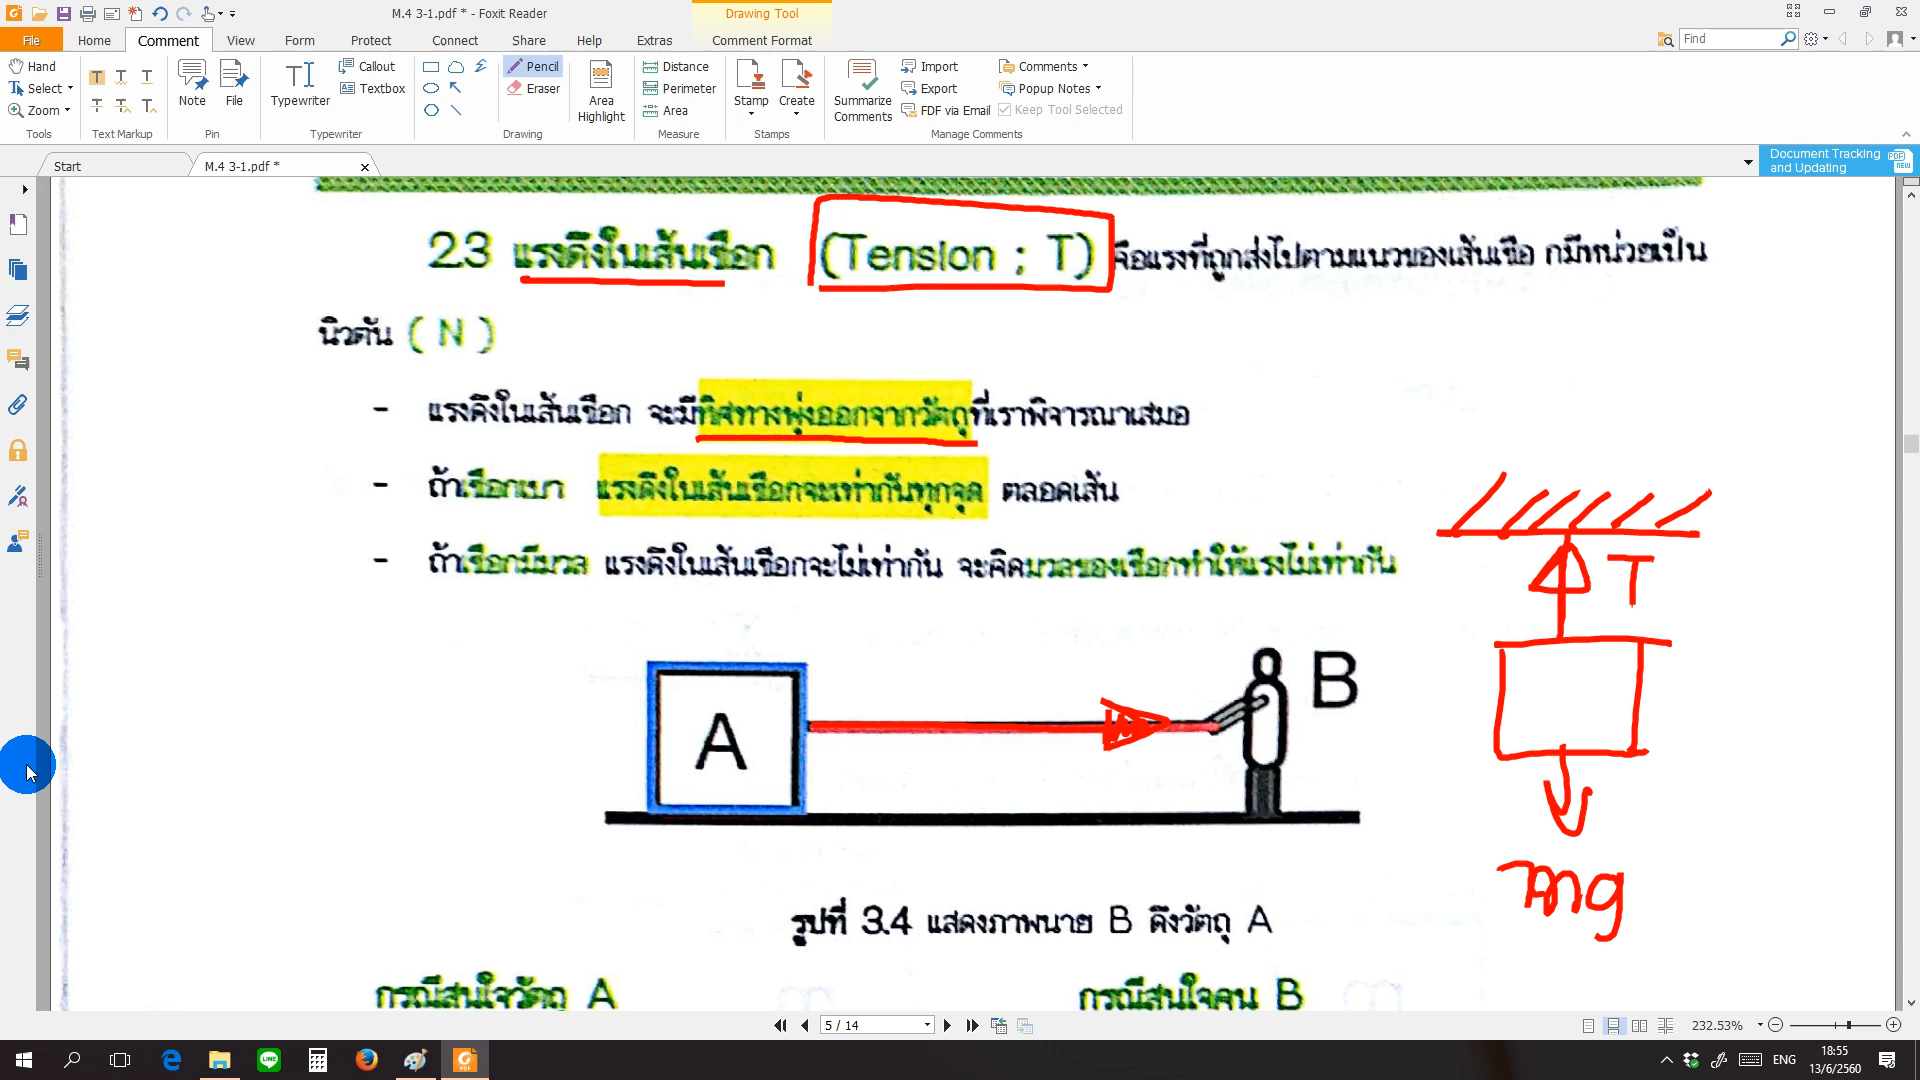 M.4 3-1.pdf * - Foxit Reader
Drawing Tool
File Home Comment View Form Protect Connect Share Help Extras Comment Format
Find
Hand
Select
Zoom
Tools
Text Markup
Note
File
Pin
Typewriter
Callout
Textbox
Typewriter
Pencil
Eraser
Drawing
Area
Highlight
Distance
Perimeter
Area
Measure
Stamp
Create
Stamps
Summarize
Comments
Import
Export
FDF via Email
Comments
Popup Notes
Keep Tool Selected
Manage Comments
Start
M.4 3-1.pdf *
Document Tracking
and Updating
2.3 แรงดึงในเส้นเชือก (Tension ; T) คือแรงที่ถูกส่งไปตามแนวของเส้นเชือ กมีหน่วยเป็น
นิวตัน ( N )
- แรงดึงในเส้นเชือก จะมีทิศทางพุ่งออกจากวัตถุที่เราพิจารณาเสมอ
- ถ้าเชือกเบา แรงดึงในเส้นเชือกจะเท่ากันทุกจุด ตลอดเส้น
- ถ้าเชือกมีมวล แรงดึงในเส้นเชือกจะไม่เท่ากัน จะคิดมวลของเชือกทำให้แรงไม่เท่ากัน
T
A
B
mg
รูปที่ 3.4 แสดงภาพนาย B ดึงวัตถุ A
กรณีสนใจวัตถุ A กรณีสนใจคน B
5 / 14
232.53%
ENG
18:55
13/6/2560